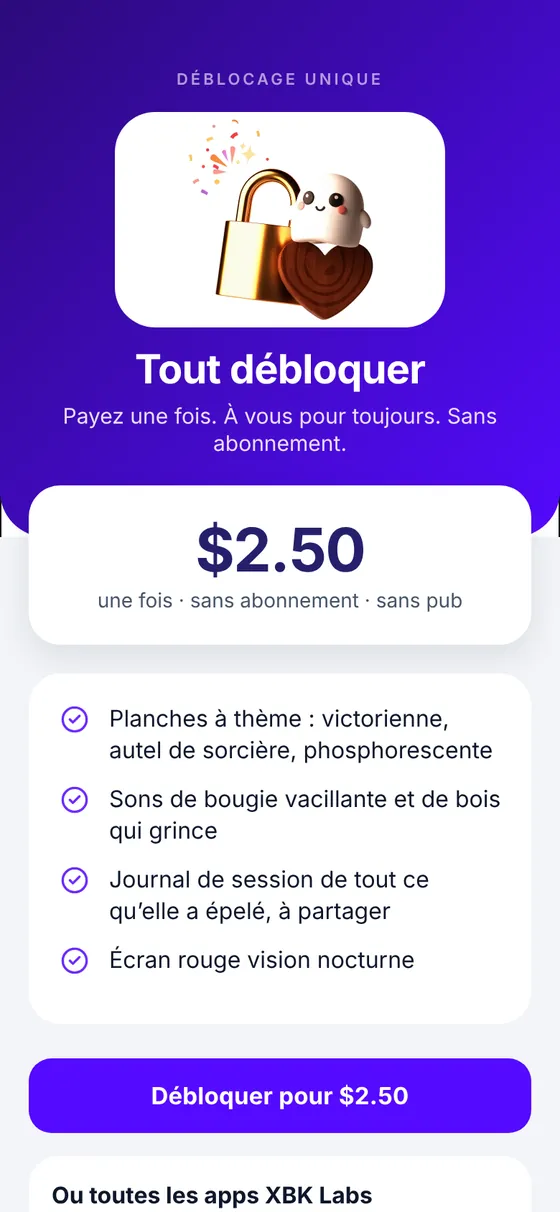 DÉBLOCAGE UNIQUE
Tout débloquer
Payez une fois. À vous pour toujours. Sans
abonnement.
$2.50
une fois · sans abonnement · sans pub
Planches à thème : victorienne,
autel de sorcière, phosphorescente
Sons de bougie vacillante et de bois
qui grince
Journal de session de tout ce
qu’elle a épelé, à partager
Écran rouge vision nocturne
Débloquer pour $2.50
Ou toutes les apps XBK Labs